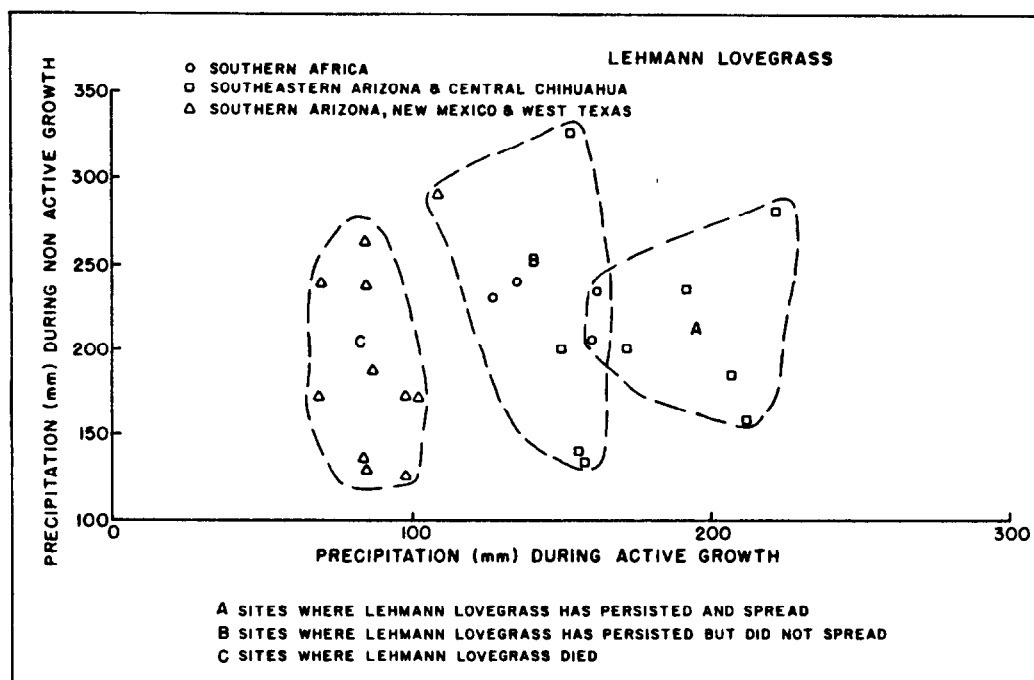 LEHMANN LOVEGRASS
O SOUTHERN AFRICA
□ SOUTHEASTERN ARIZONA & CENTRAL CHIHUAHUA
△ SOUTHERN ARIZONA, NEW MEXICO & WEST TEXAS
PRECIPITATION (mm) DURING NON ACTIVE GROWTH
350
300
250
200
150
100
0
100
200
300
B
A
C
PRECIPITATION (mm) DURING ACTIVE GROWTH
A SITES WHERE LEHMANN LOVEGRASS HAS PERSISTED AND SPREAD
B SITES WHERE LEHMANN LOVEGRASS HAS PERSISTED BUT DID NOT SPREAD
C SITES WHERE LEHMANN LOVEGRASS DIED